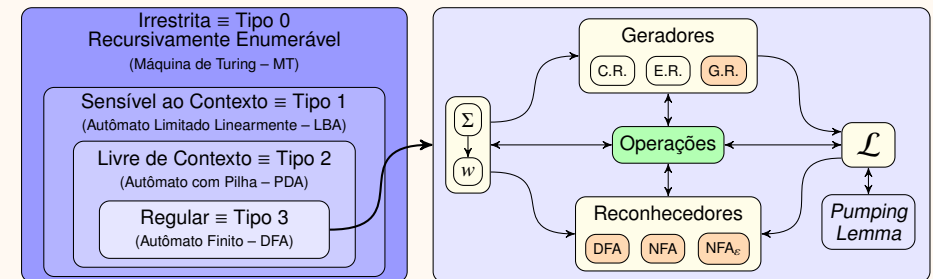 Irrestrita ≡ Tipo 0
Recursivamente Enumerável
(Máquina de Turing – MT)
Sensível ao Contexto ≡ Tipo 1
(Autômato Limitado Linearmente – LBA)
Livre de Contexto ≡ Tipo 2
(Autômato com Pilha – PDA)
Regular ≡ Tipo 3
(Autômato Finito – DFA)
Σ
w
Geradores
C.R. E.R. G.R.
Operações
Reconhecedores
DFA NFA NFAε
ℒ
Pumping
Lemma